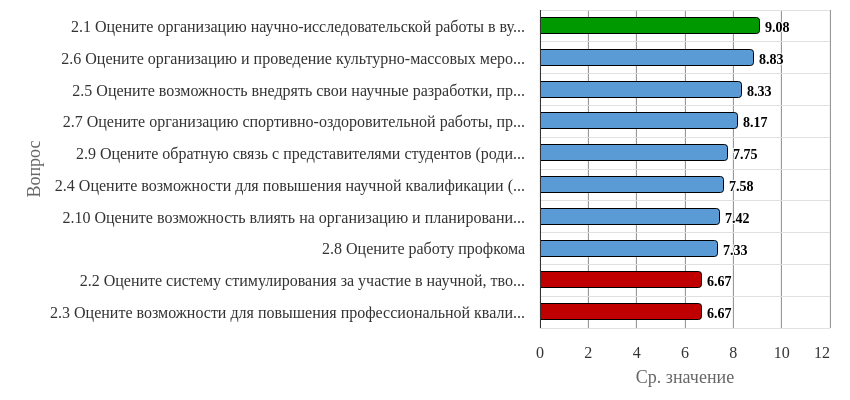 2.1 Оцените организацию научно-исследовательской работы в ву... 9.08
2.6 Оцените организацию и проведение культурно-массовых меро... 8.83
2.5 Оцените возможность внедрять свои научные разработки, пр... 8.33
2.7 Оцените организацию спортивно-оздоровительной работы, пр... 8.17
2.9 Оцените обратную связь с представителями студентов (роди... 7.75
2.4 Оцените возможности для повышения научной квалификации (... 7.58
2.10 Оцените возможность влиять на организацию и планировани... 7.42
2.8 Оцените работу профкома 7.33
2.2 Оцените систему стимулирования за участие в научной, тво... 6.67
2.3 Оцените возможности для повышения профессиональной квали... 6.67
Вопрос
0 2 4 6 8 10 12
Ср. значение